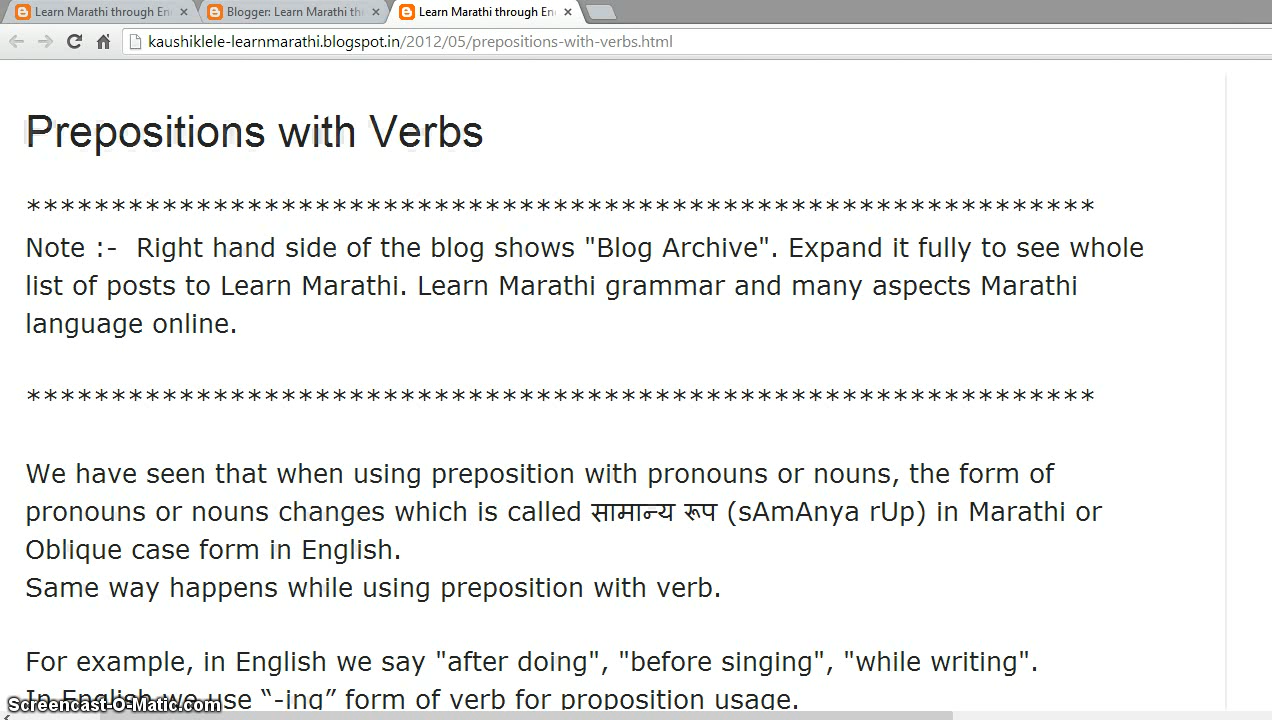 Learn Marathi through En
Blogger: Learn Marathi th
Learn Marathi through En
kaushiklele-learnmarathi.blogspot.in/2012/05/prepositions-with-verbs.html
Prepositions with Verbs
****************************************************************
Note :-  Right hand side of the blog shows "Blog Archive". Expand it fully to see whole
list of posts to Learn Marathi. Learn Marathi grammar and many aspects Marathi
language online.
****************************************************************
We have seen that when using preposition with pronouns or nouns, the form of
pronouns or nouns changes which is called सामान्य रूप (sAmAnya rUp) in Marathi or
Oblique case form in English.
Same way happens while using preposition with verb.
For example, in English we say "after doing", "before singing", "while writing".
In English we use “-ing” form of verb for proposition usage.
Screencast-O-Matic.com